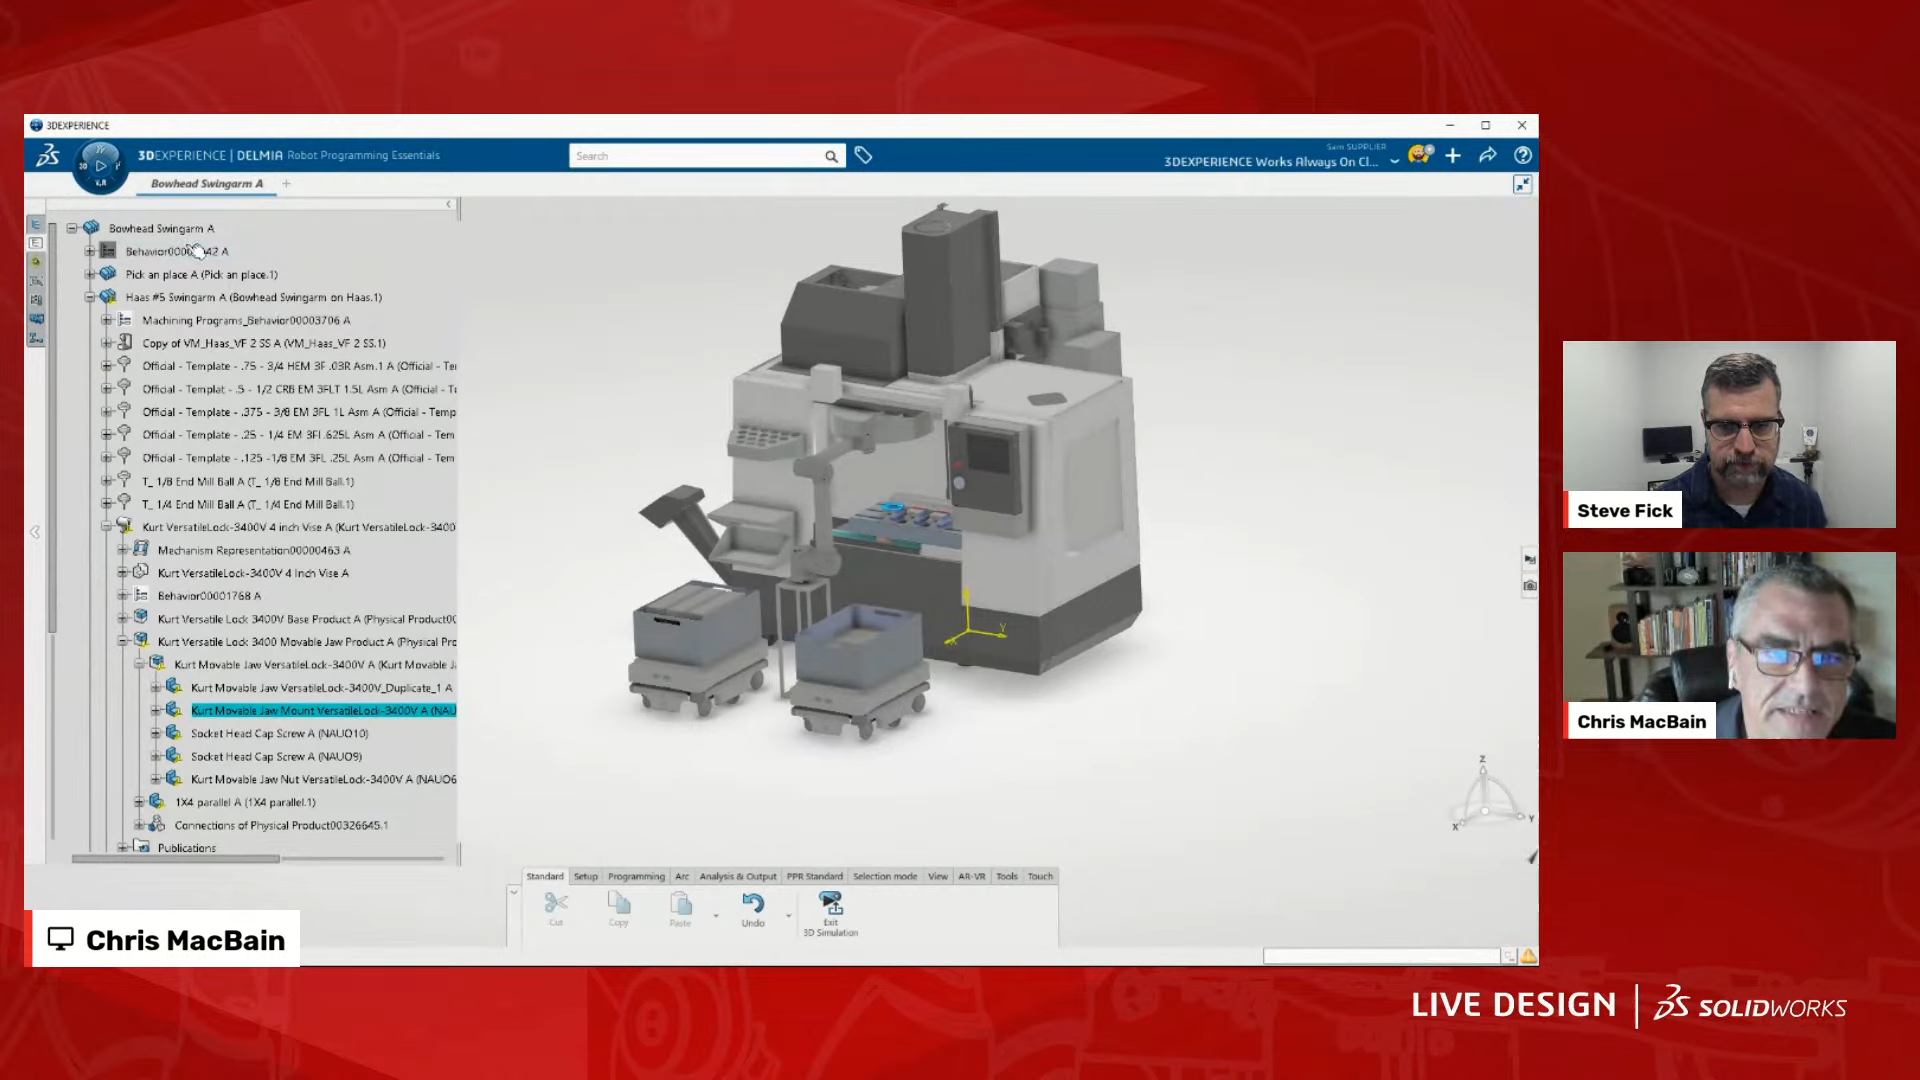 3DEXPERIENCE
3DEXPERIENCE | DELMIA Robot Programming Essentials
Search
Sam SUPPLIER
3DEXPERIENCE Works Always On Cl...
Bowhead Swingarm A
Bowhead Swingarm A
Pick an place A (Pick an place.1)
Haas #5 Swingarm A (Bowhead Swingarm on Haas.1)
Machining Programs_Behavior00003706 A
Copy of VM_Haas_VF 2 SS A (VM_Haas_VF 2 SS.1)
Official - Template - .75 - 3/4 HEM 3F .03R Asm.1 A (Official - Te
Official - Templat - .5 - 1/2 CRB EM 3FLT 1.5L Asm A (Official - T
Official - Template - .375 - 3/8 EM 3FL 1L Asm A (Official - Temp
Official - Template - .25 - 1/4 EM 3Fl .625L Asm A (Official - Tem
Official - Template - .125 -1/8 EM 3FL .25L Asm A (Official - Tem
T_ 1/8 End Mill Ball A (T_ 1/8 End Mill Ball.1)
T_ 1/4 End Mill Ball A (T_ 1/4 End Mill Ball.1)
Kurt VersatileLock-3400V 4 inch Vise A (Kurt VersatileLock-3400
Mechanism Representation00000463 A
Kurt VersatileLock-3400V 4 Inch Vise A
Behavior00001768 A
Kurt Versatile Lock 3400V Base Product A (Physical Product00
Kurt Versatile Lock 3400 Movable Jaw Product A (Physical Pro
Kurt Movable Jaw VersatileLock-3400V A (Kurt Movable J
Kurt Movable Jaw VersatileLock-3400V_Duplicate_1 A
Kurt Movable Jaw Mount VersatileLock-3400V A (NAU
Socket Head Cap Screw A (NAUO10)
Socket Head Cap Screw A (NAUO9)
Kurt Movable Jaw Nut VersatileLock-3400V A (NAUO6
1X4 parallel A (1X4 parallel.1)
Connections of Physical Product00326645.1
Publications
Standard Setup Programming Arc Analysis & Output PPR Standard Selection mode View AR-VR Tools Touch
Cut Copy Paste Undo Exit
3D Simulation
Z
Y
X
Y
Steve Fick
Chris MacBain
Chris MacBain
LIVE DESIGN | SOLIDWORKS